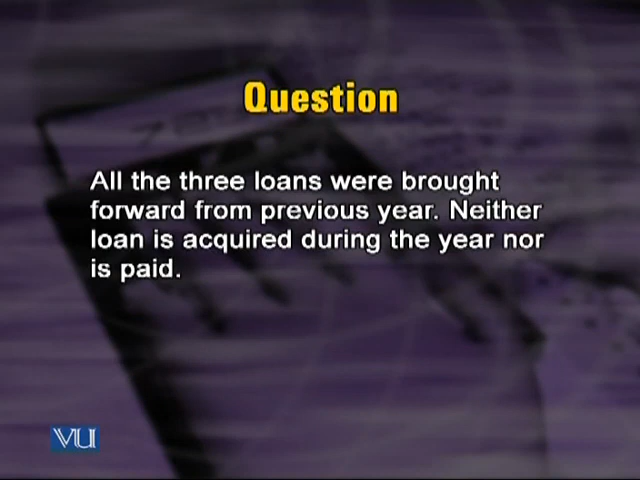 Question
All the three loans were brought
forward from previous year. Neither
loan is acquired during the year nor
is paid.
VU